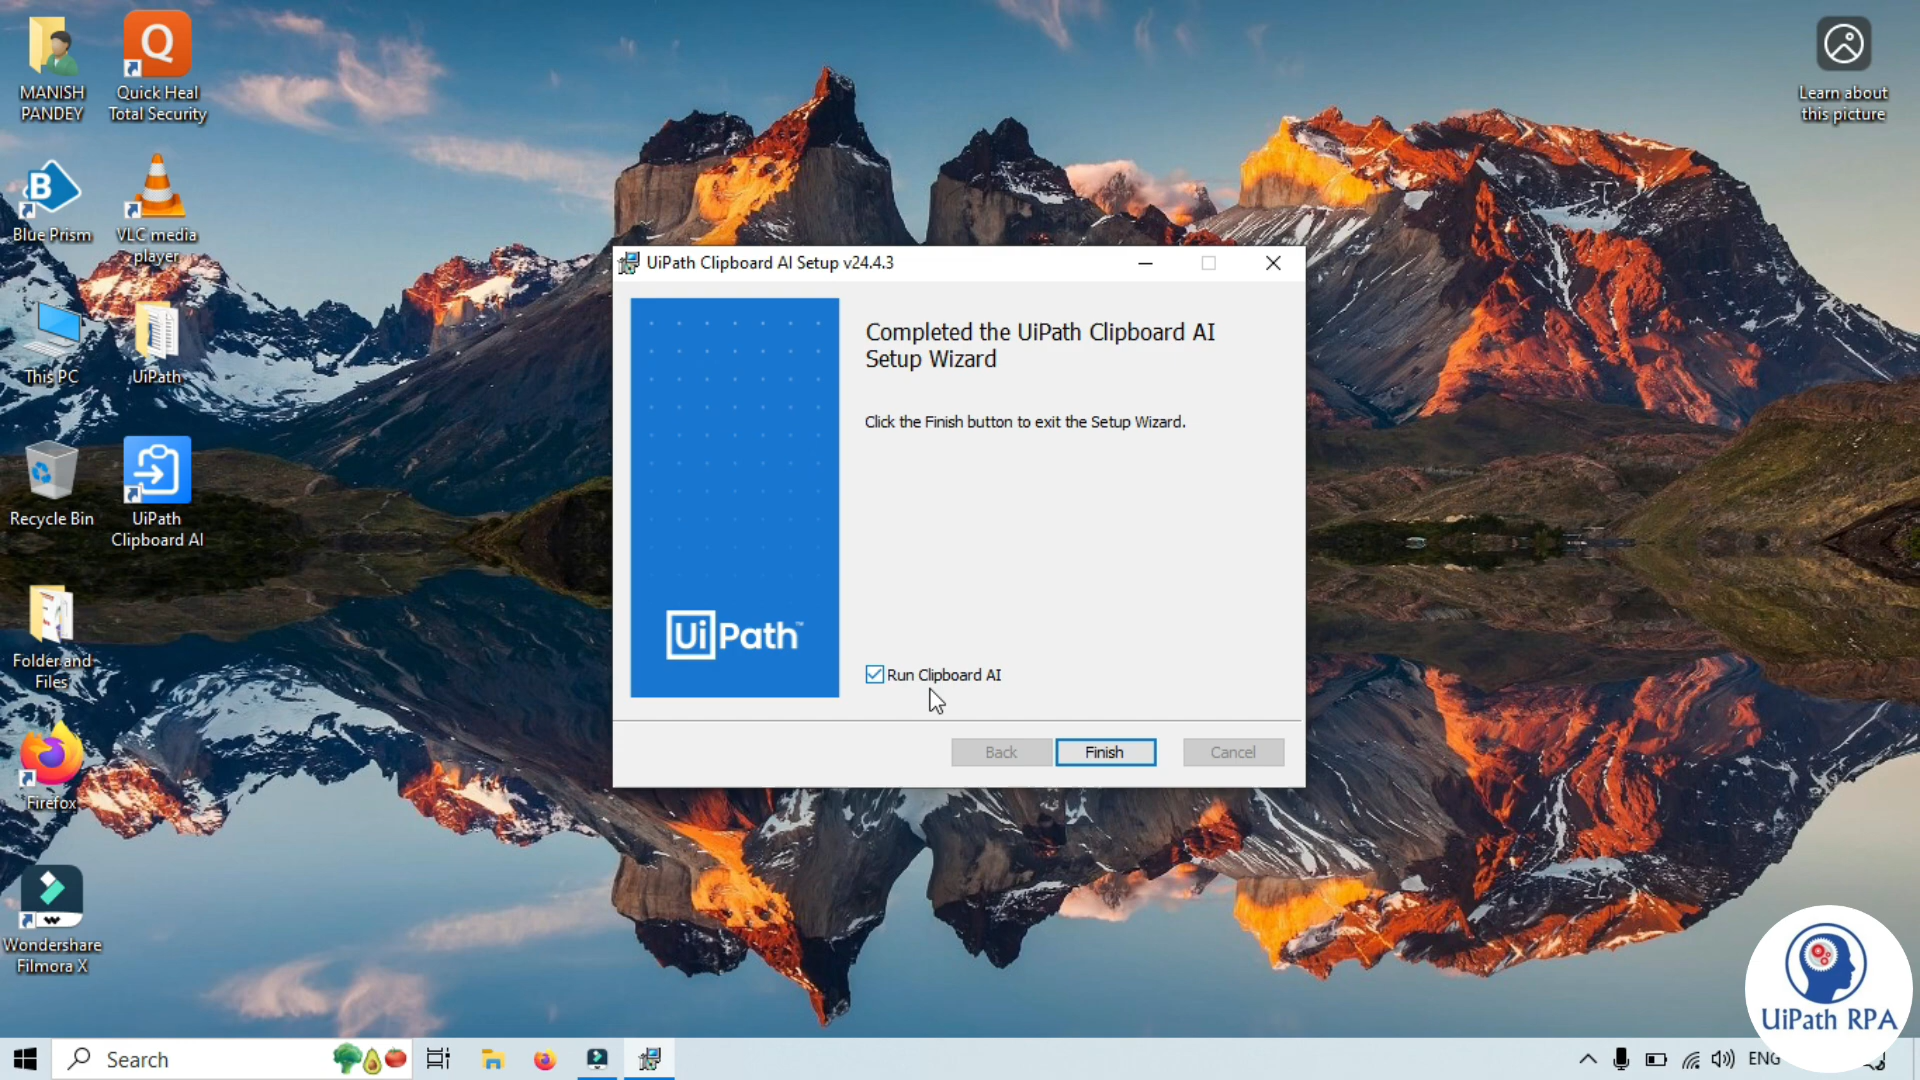 MANISH
PANDEY
Quick Heal
Total Security
Learn about
this picture
B
Blue Prism
VLC media
player
This PC
UiPath
Recycle Bin
UiPath
Clipboard AI
Folder and
Files
Firefox
Wondershare
Filmora X
UiPath Clipboard AI Setup v24.4.3
Completed the UiPath Clipboard AI
Setup Wizard
Click the Finish button to exit the Setup Wizard.
UiPath™
Run Clipboard AI
Back
Finish
Cancel
UiPath RPA
Search
ENG